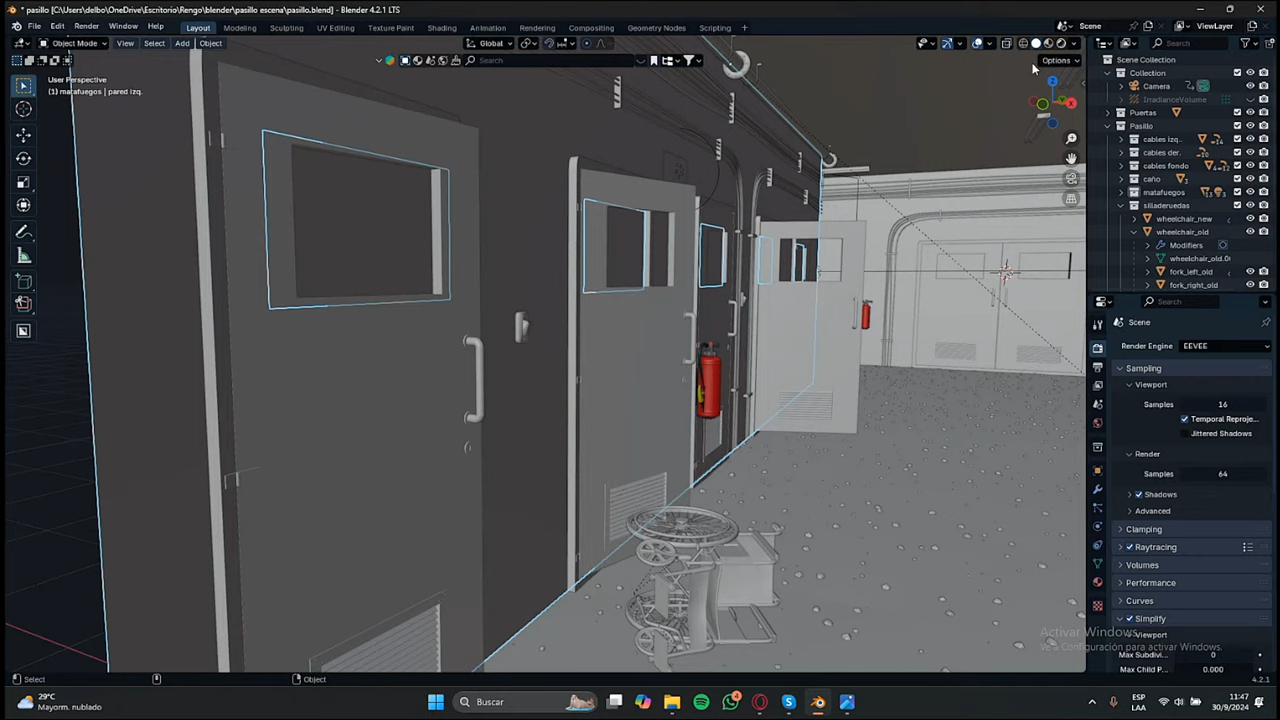 * pasillo [C:\Users\delbo\OneDrive\Escritorio\Rengo\blender\pasillo escena\pasillo.blend] - Blender 4.2.1 LTS
File Edit Render Window Help Layout Modeling Sculpting UV Editing Texture Paint Shading Animation Rendering Compositing Geometry Nodes Scripting Scene ViewLayer
Object Mode View Select Add Object Global Search
Search Options
User Perspective
(1) matafuegos | pared izq.
X
Scene Collection
Collection
Camera
IrradianceVolume
Puertas
Pasillo
cables izq.
cables der.
cables fondo
caño
matafuegos
silladeruedas
wheelchair_new
wheelchair_old
Modifiers
fork_left_old
fork_right_old
Search
Scene
Render Engine EEVEE
Sampling
Viewport
Samples 16
Temporal Reproje...
Jittered Shadows
Render
Samples 64
Shadows
Advanced
Clamping
Raytracing
Volumes
Performance
Curves
Simplify
Viewport
Max Subdivi... 0
Max Child P... 0.000
Activar Windows
Ve a Configuración para activar Windows.
Select Object 4.2.1
29°C
Mayorm. nublado
Buscar
4
ESP
LAA
11:47
30/9/2024